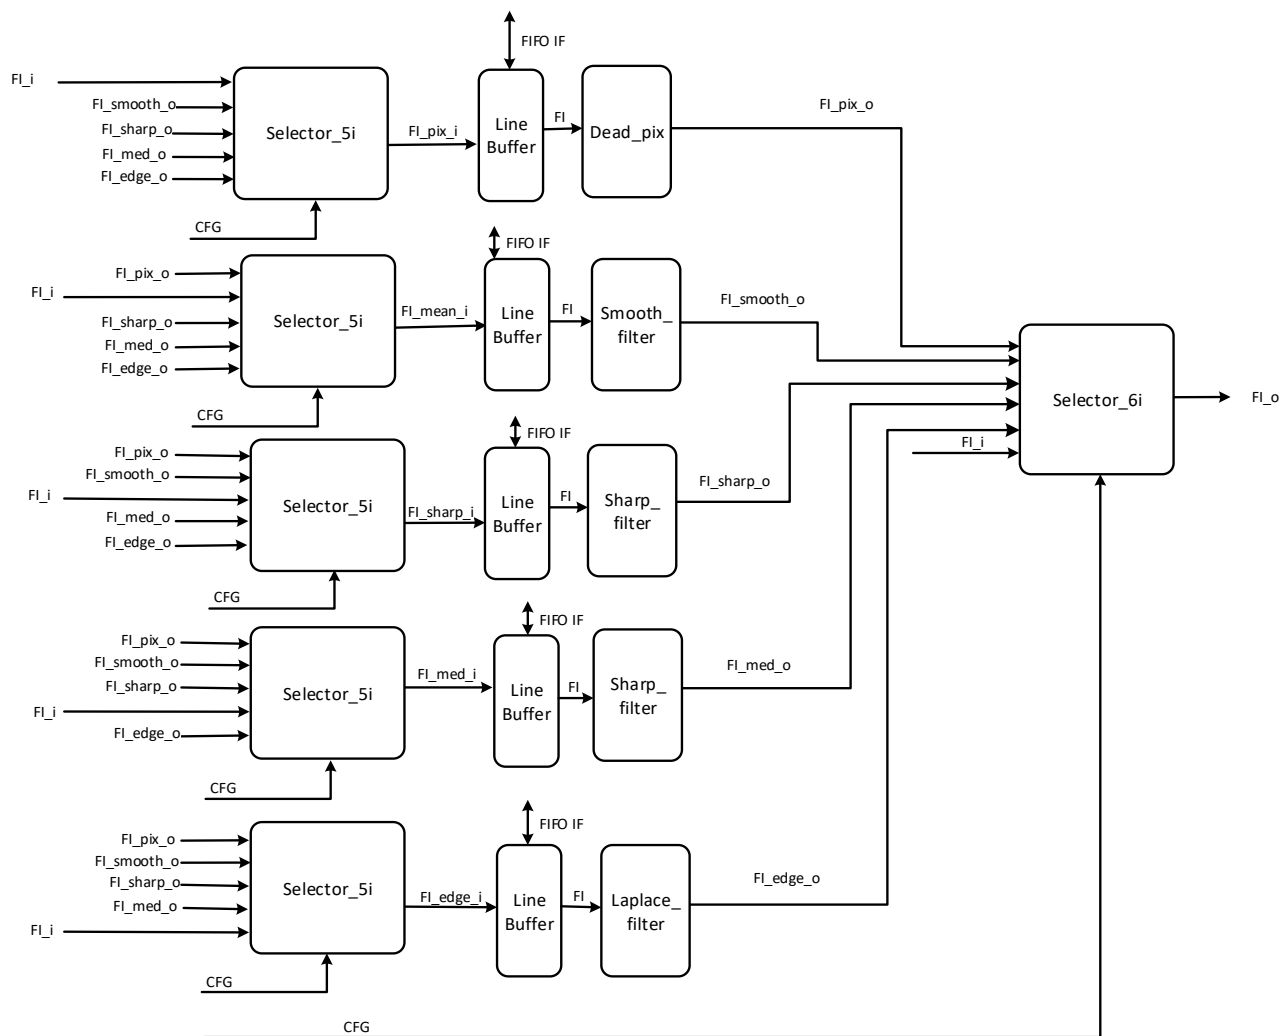 FIFO IF
FI_i
FI_smooth_o
FI_sharp_o
FI_med_o
FI_edge_o
Selector_5i
FI_pix_i
Line
Buffer
FI
Dead_pix
FI_pix_o
CFG
FIFO IF
FI_pix_o
FI_i
FI_sharp_o
FI_med_o
FI_edge_o
Selector_5i
FI_mean_i
Line
Buffer
FI
Smooth_
filter
FI_smooth_o
CFG
FIFO IF
FI_pix_o
FI_smooth_o
FI_i
FI_med_o
FI_edge_o
Selector_5i
FI_sharp_i
Line
Buffer
FI
Sharp_
filter
FI_sharp_o
CFG
FIFO IF
FI_pix_o
FI_smooth_o
FI_sharp_o
FI_i
FI_edge_o
Selector_5i
FI_med_i
Line
Buffer
FI
Sharp_
filter
FI_med_o
CFG
FIFO IF
FI_pix_o
FI_smooth_o
FI_sharp_o
FI_med_o
FI_i
Selector_5i
FI_edge_i
Line
Buffer
FI
Laplace_
filter
FI_edge_o
CFG
CFG
FI_i
Selector_6i
FI_o